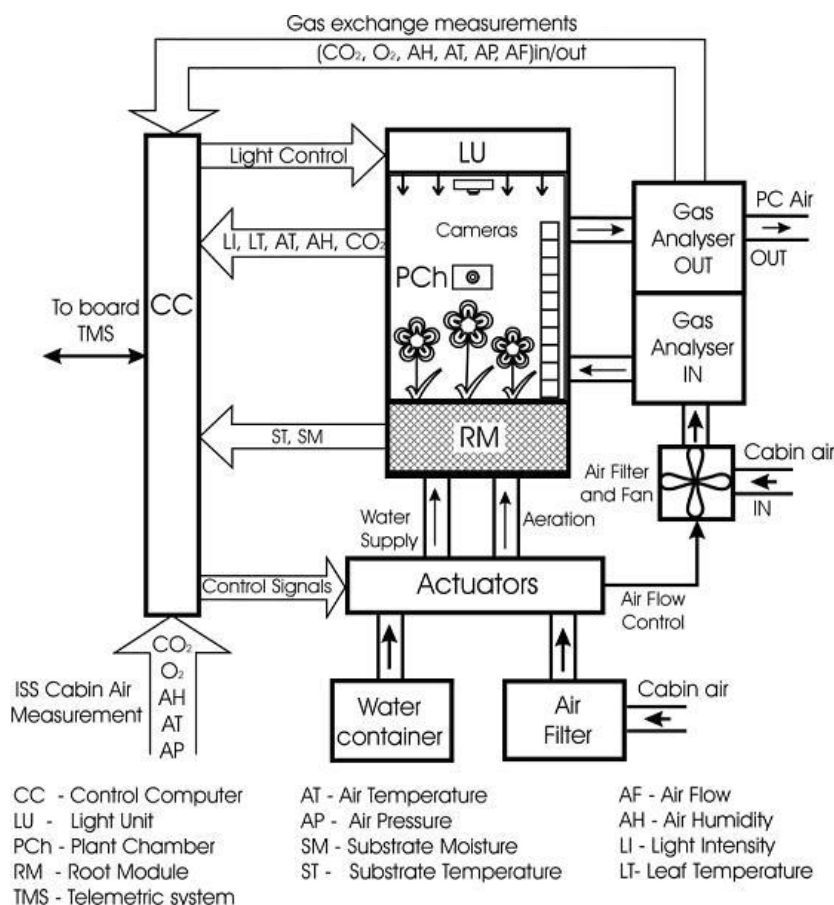 Gas exchange measurements
(CO₂, O₂, AH, AT, AP, AF)in/out
Light Control
LU
LI, LT, AT, AH, CO₂
Cameras
PCh
Gas
Analyser
OUT
PC Air
OUT
CC
To board
TMS
Gas
Analyser
IN
ST, SM
RM
Air Filter
and Fan
Cabin air
IN
Water
Supply
Aeration
Control Signals
Actuators
Air Flow
Control
CO₂
O₂
AH
AT
AP
ISS Cabin Air
Measurement
Water
container
Air
Filter
Cabin air
CC - Control Computer
LU - Light Unit
PCh - Plant Chamber
RM - Root Module
TMS - Telemetric system
AT - Air Temperature
AP - Air Pressure
SM - Substrate Moisture
ST - Substrate Temperature
AF - Air Flow
AH - Air Humidity
LI - Light Intensity
LT- Leaf Temperature